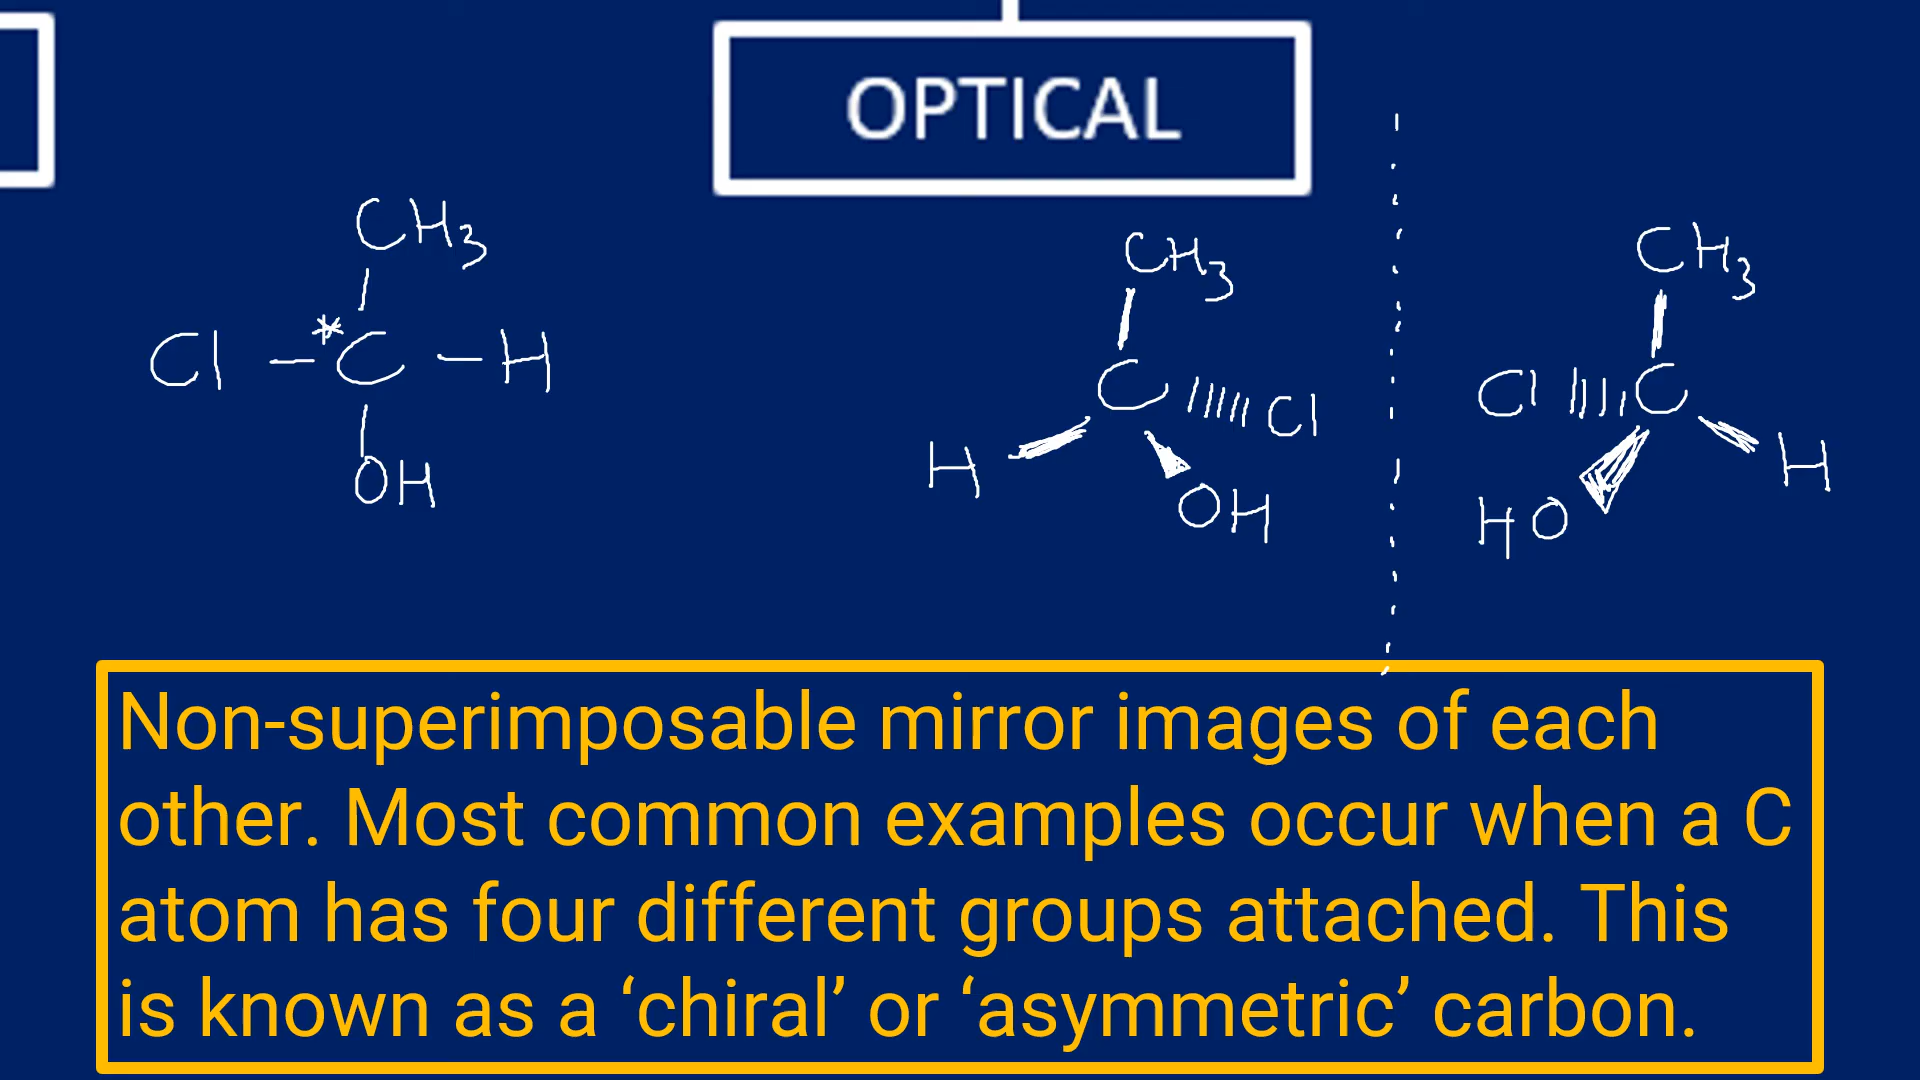 OPTICAL
CH3
Cl - *C - H
OH
CH3
C Cl
H
OH
CH3
Cl C
H
HO
Non-superimposable mirror images of each
other. Most common examples occur when a C
atom has four different groups attached. This
is known as a ‘chiral’ or ‘asymmetric’ carbon.